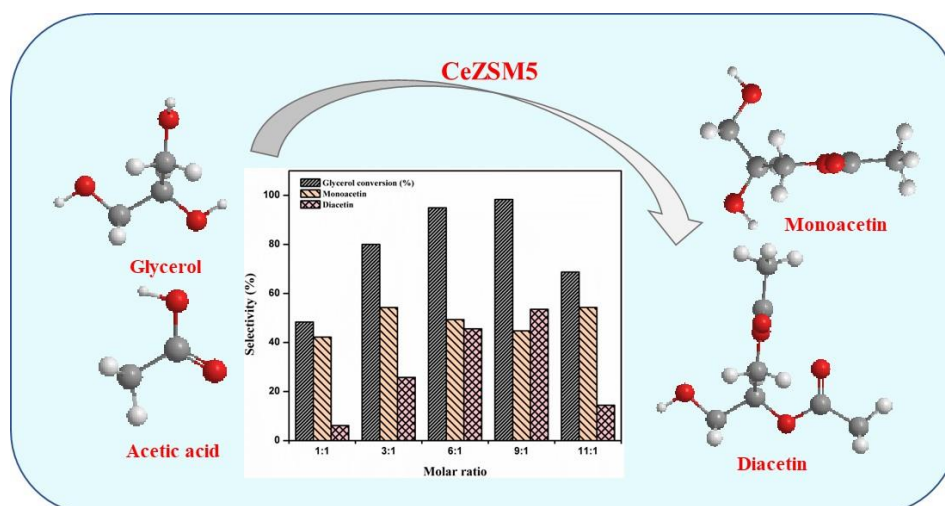 CeZSM5
Glycerol
Acetic acid
Glycerol conversion (%)
Monoacetin
Diacetin
Selectivity (%)
100
80
60
40
20
0
1:1 3:1 6:1 9:1 11:1
Molar ratio
Monoacetin
Diacetin